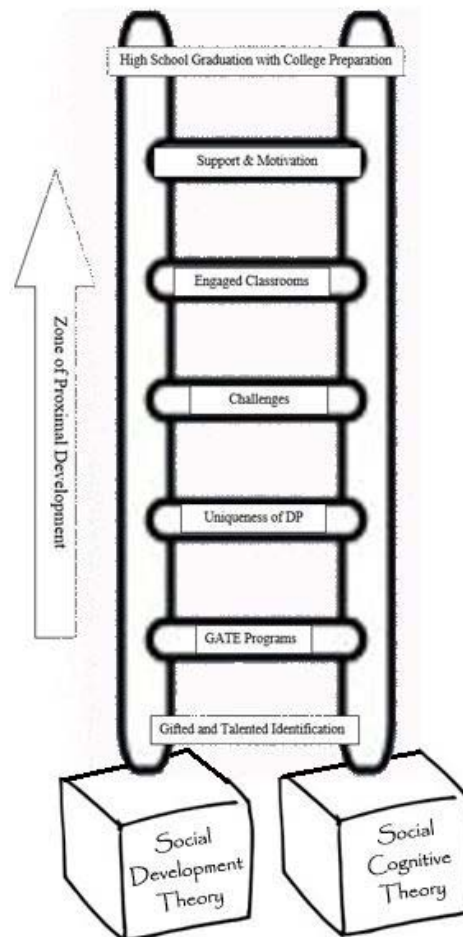 High School Graduation with College Preparation
Support & Motivation
Engaged Classrooms
Challenges
Uniqueness of DP
GATE Programs
Gifted and Talented Identification
Zone of Proximal Development
Social
Development
Theory
Social
Cognitive
Theory